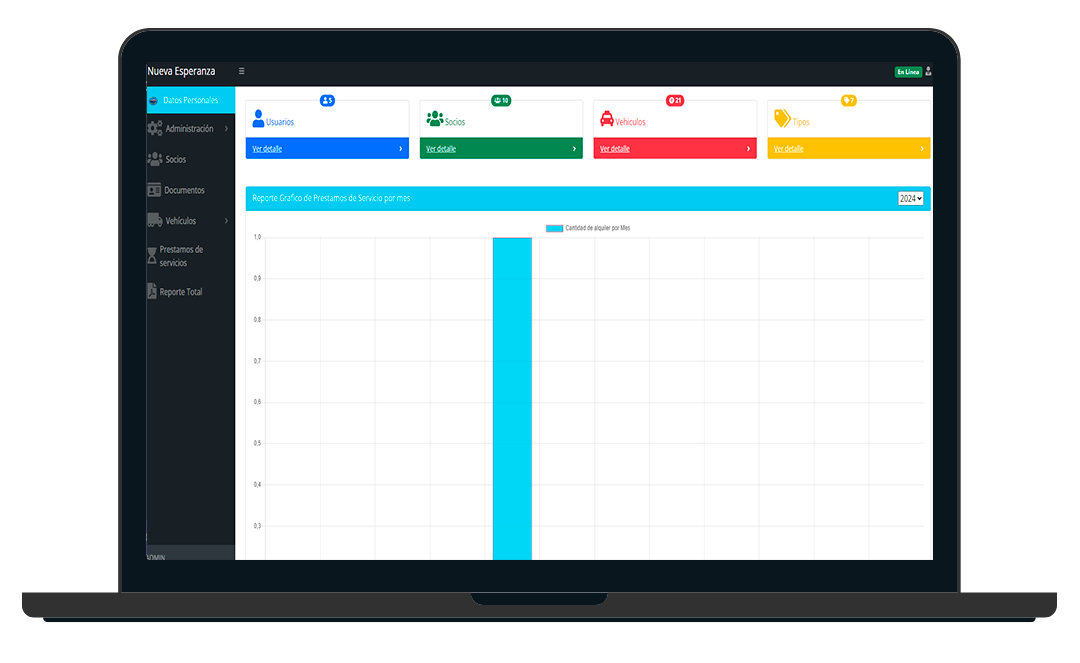 Nueva Esperanza
En Línea
Datos Personales
Administración
Socios
Documentos
Vehículos
Prestamos de
servicios
Reporte Total
ADMIN
5
Usuarios
Ver detalle
10
Socios
Ver detalle
21
Vehiculos
Ver detalle
7
Tipos
Ver detalle
Reporte Grafico de Prestamos de Servicio por mes
2024
Cantidad de alquiler por Mes
1,0
0,9
0,8
0,7
0,6
0,5
0,4
0,3